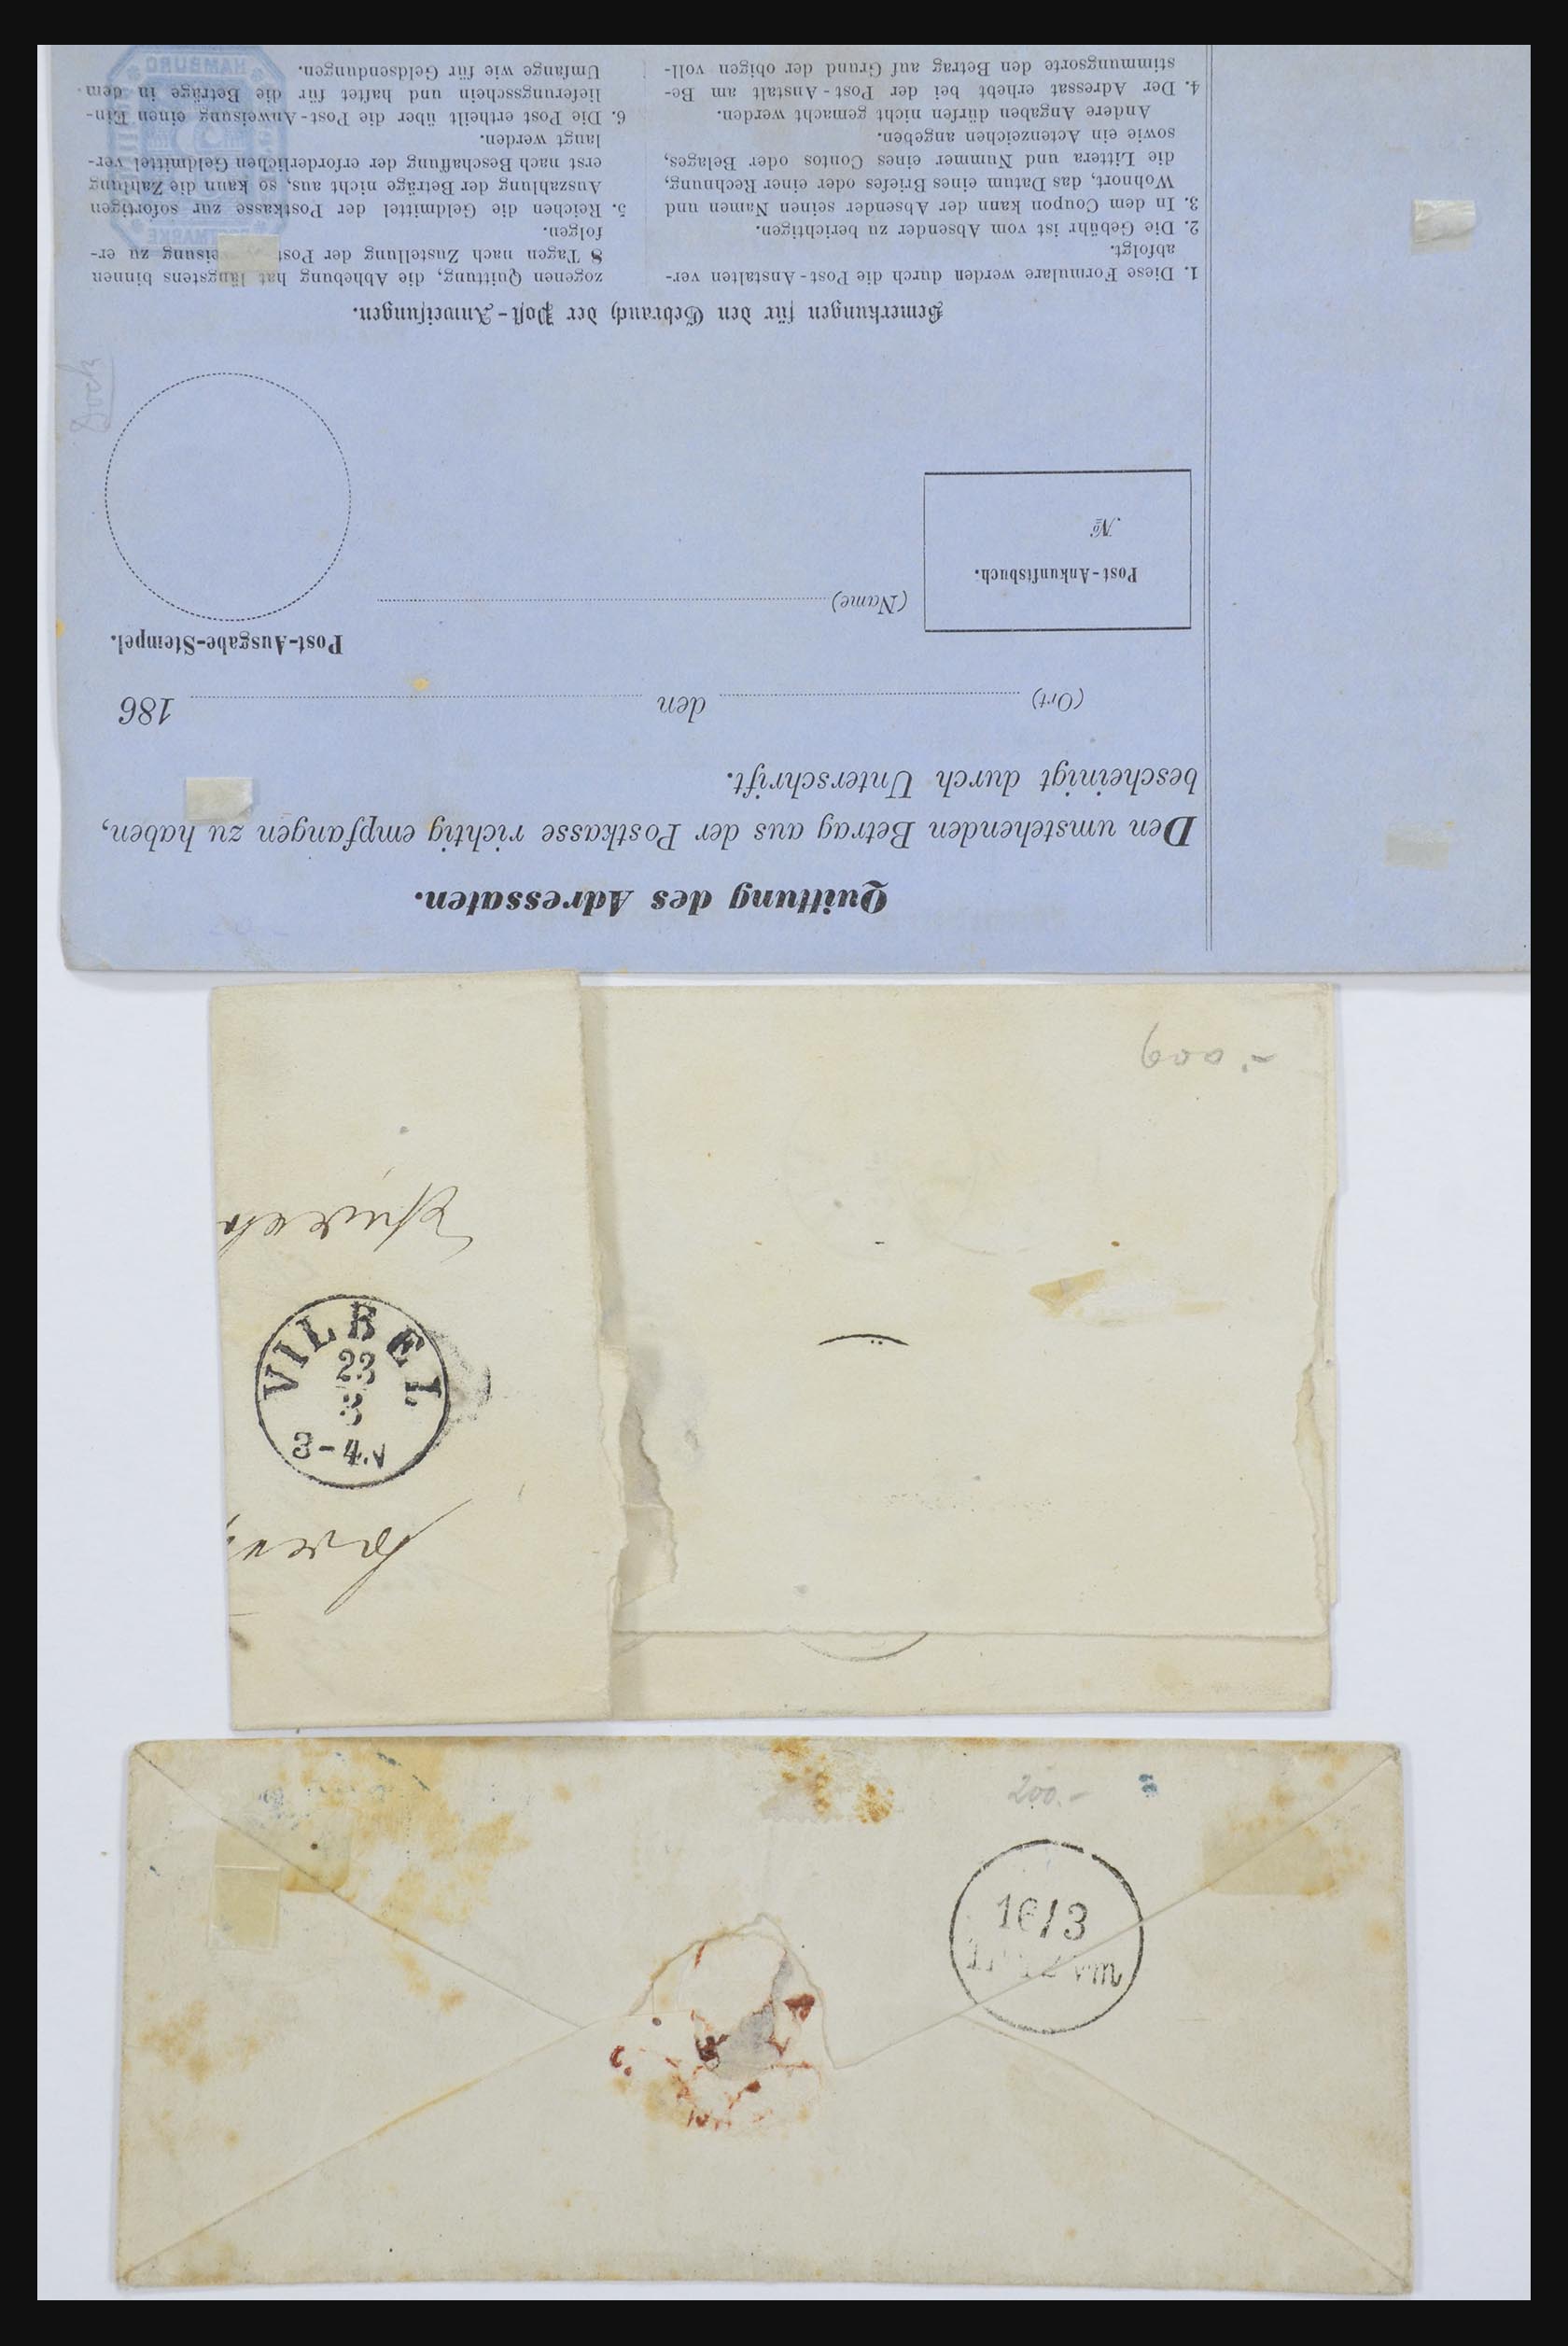 Quittung des Adressaten.
Den umstehenden Betrag aus der Postkasse richtig empfangen zu haben,
bescheinigt durch Unterschrift.
(Ort) den 186
Post-Ausgabe-Stempel.
(Name)
Post-Ankunftsbuch.
№
Bemerkungen für den Gebrauch der Post-Anweisungen.
1. Diese Formulare werden durch die Post-Anstalten ver-
abfolgt.
2. Die Gebühr ist vom Absender zu berichtigen.
3. In dem Coupon kann der Absender seinen Namen und
Wohnort, das Datum eines Briefes oder einer Rechnung,
die Littera und Nummer eines Contos oder Belages,
sowie ein Actenzeichen angeben.
Andere Angaben dürfen nicht gemacht werden.
4. Der Adressat erhebt bei der Post-Anstalt am Be-
stimmungsorte den Betrag auf Grund der obigen voll-
zogenen Quittung, die Abhebung hat längstens binnen
8 Tagen nach Zustellung der Post eisung zu er-
folgen.
5. Reichen die Geldmittel der Postkasse zur sofortigen
Auszahlung der Beträge nicht aus, so kann die Zahlung
erst nach Beschaffung der erforderlichen Geldmittel ver-
langt werden.
6. Die Post ertheilt über die Post-Anweisung einen Ein-
lieferungsschein und haftet für die Beträge in dem
Umfange wie für Geldsendungen.
HAMBURG
POSTMARKE
600.-
VILBEL
23
3
3-4.N
200.-
16/3
vm